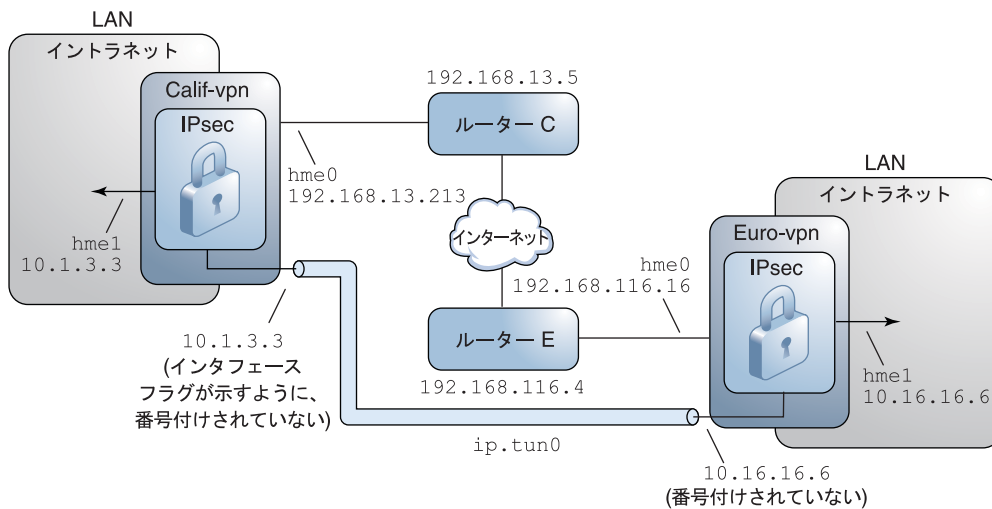 LAN
イントラネット
Calif-vpn
IPsec
hme1
10.1.3.3
hme0
192.168.13.213
192.168.13.5
ルーター C
インターネット
ルーター E
192.168.116.4
hme0
192.168.116.16
LAN
イントラネット
Euro-vpn
IPsec
hme1
10.16.16.6
10.1.3.3
(インタフェース
フラグが示すように、
番号付けされていない)
ip.tun0
10.16.16.6
(番号付けされていない)